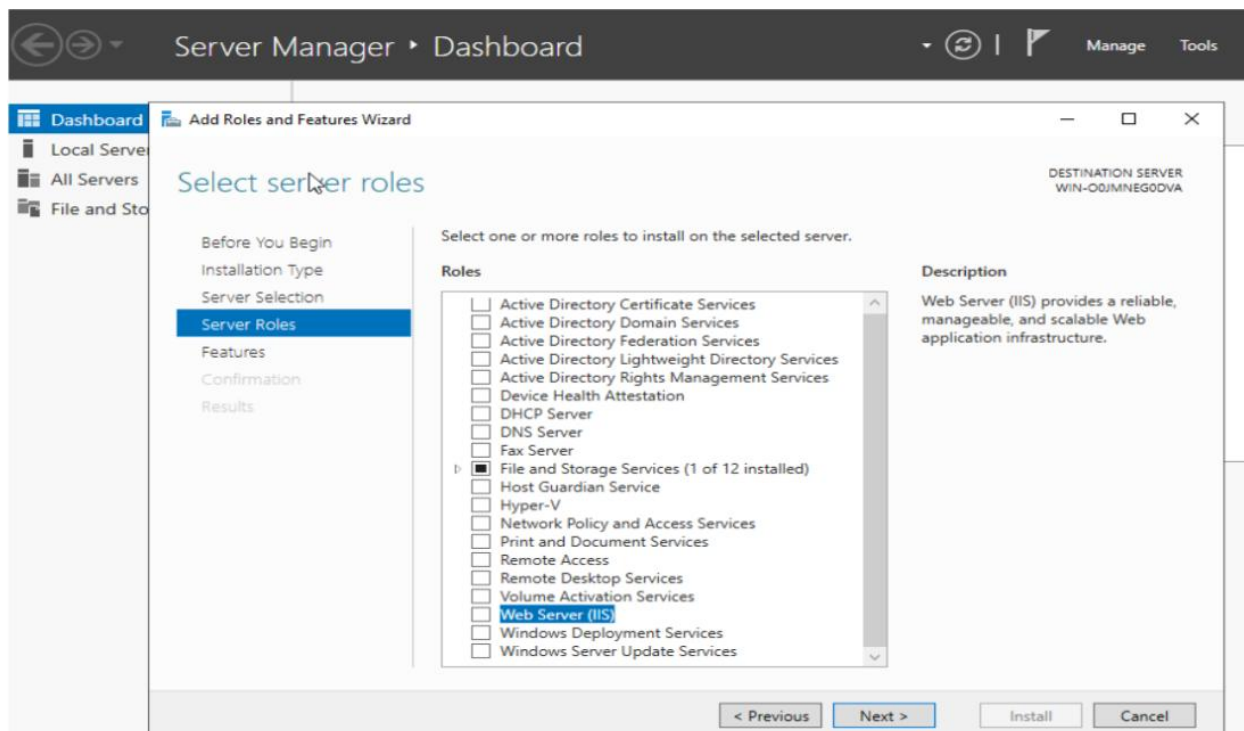 Server Manager ‣ Dashboard
Manage Tools
Dashboard
Local Server
All Servers
File and Sto
Add Roles and Features Wizard
Select server roles
DESTINATION SERVER
WIN-O0JMNEG0DVA
Before You Begin
Installation Type
Server Selection
Server Roles
Features
Confirmation
Results
Select one or more roles to install on the selected server.
Roles
Active Directory Certificate Services
Active Directory Domain Services
Active Directory Federation Services
Active Directory Lightweight Directory Services
Active Directory Rights Management Services
Device Health Attestation
DHCP Server
DNS Server
Fax Server
File and Storage Services (1 of 12 installed)
Host Guardian Service
Hyper-V
Network Policy and Access Services
Print and Document Services
Remote Access
Remote Desktop Services
Volume Activation Services
Web Server (IIS)
Windows Deployment Services
Windows Server Update Services
Description
Web Server (IIS) provides a reliable,
manageable, and scalable Web
application infrastructure.
< Previous Next > Install Cancel